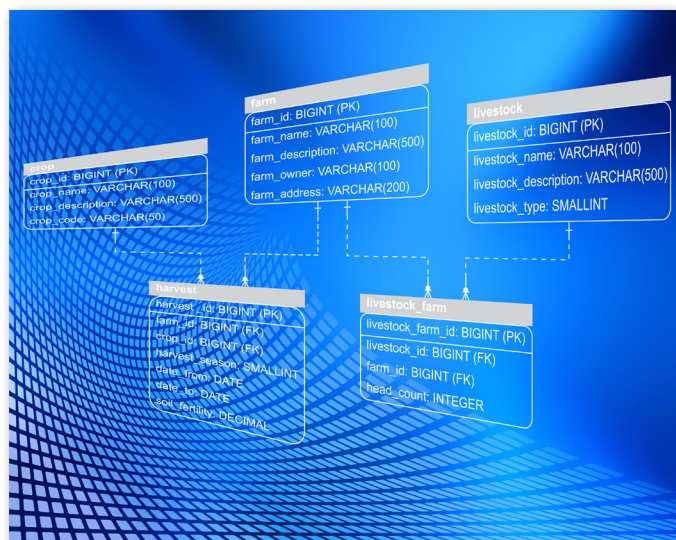 crop
crop_id: BIGINT (PK)
crop_name: VARCHAR(100)
crop_description: VARCHAR(500)
crop_code: VARCHAR(50)
farm
farm_id: BIGINT (PK)
farm_name: VARCHAR(100)
farm_description: VARCHAR(500)
farm_owner: VARCHAR(100)
farm_address: VARCHAR(200)
livestock
livestock_id: BIGINT (PK)
livestock_name: VARCHAR(100)
livestock_description: VARCHAR(500)
livestock_type: SMALLINT
harvest
harvest_id: BIGINT (PK)
farm_id: BIGINT (FK)
crop_id: BIGINT (FK)
harvest_season: SMALLINT
date_from: DATE
date_to: DATE
soil_fertility: DECIMAL
livestock_farm
livestock_farm_id: BIGINT (PK)
livestock_id: BIGINT (FK)
farm_id: BIGINT (FK)
head_count: INTEGER